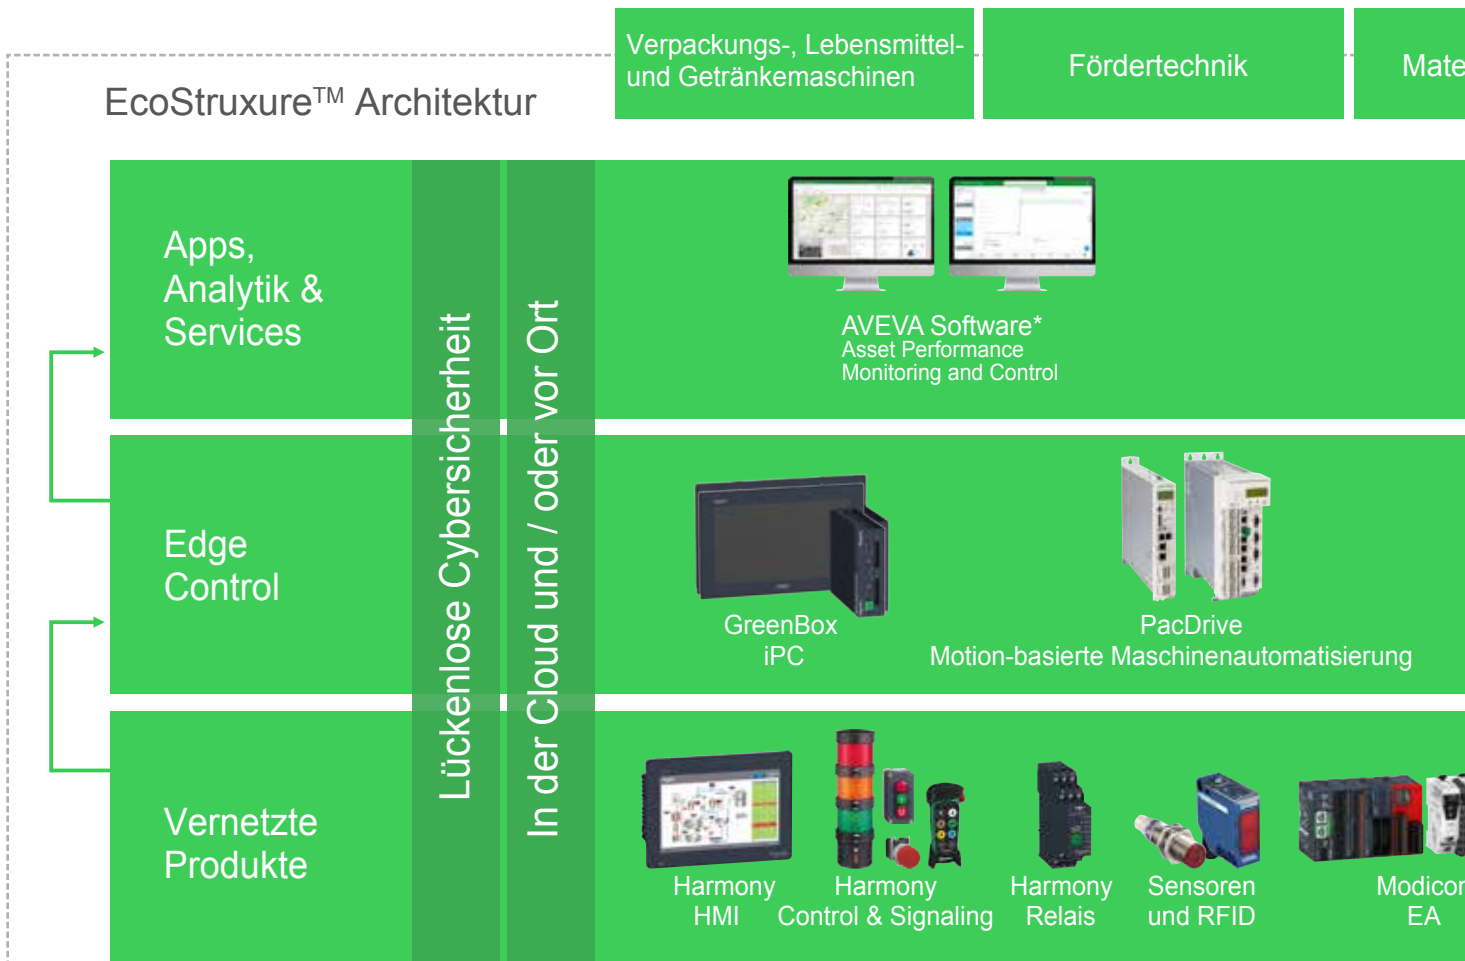 Verpackungs-, Lebensmittel-
und Getränkemaschinen
Fördertechnik
Mate
EcoStruxure™ Architektur
Apps,
Analytik &
Services
Lückenlose Cybersicherheit
In der Cloud und / oder vor Ort
AVEVA Software*
Asset Performance
Monitoring and Control
Edge
Control
GreenBox
iPC
PacDrive
Motion-basierte Maschinenautomatisierung
Vernetzte
Produkte
Harmony
HMI
Harmony
Control & Signaling
Harmony
Relais
Sensoren
und RFID
Modicon
EA